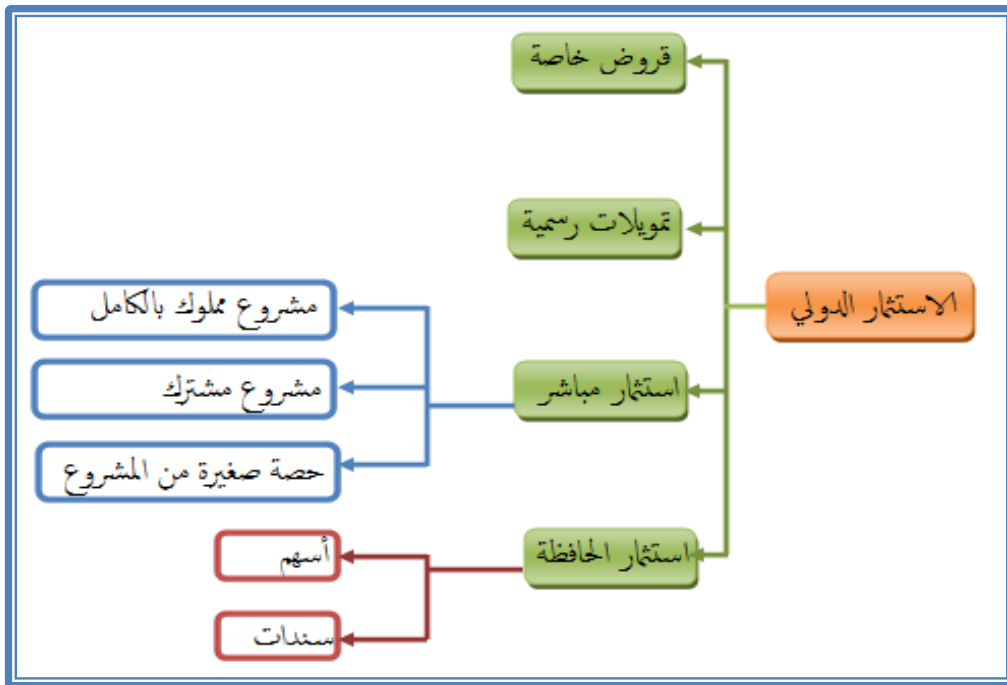 الاستثمار الدولي
قروض خاصة
تمويلات رسمية
استثمار مباشر
مشروع مملوك بالكامل
مشروع مشترك
حصة صغيرة من المشروع
استثمار الحافظة
أسهم
سندات